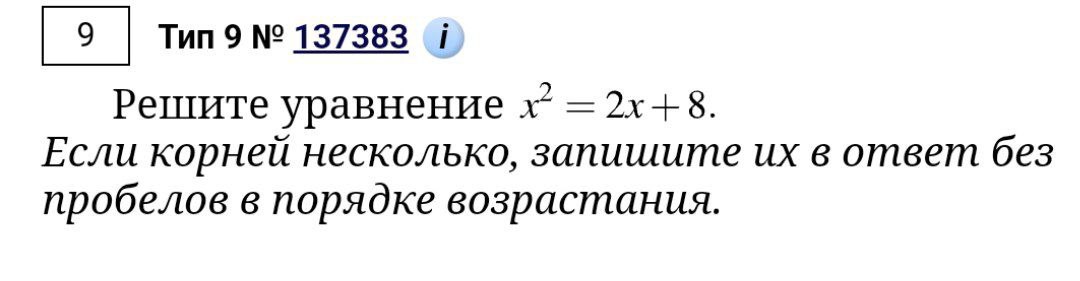 9 Тип 9 № 137383 i
Решите уравнение x² = 2x + 8.
Если корней несколько, запишите их в ответ без
пробелов в порядке возрастания.